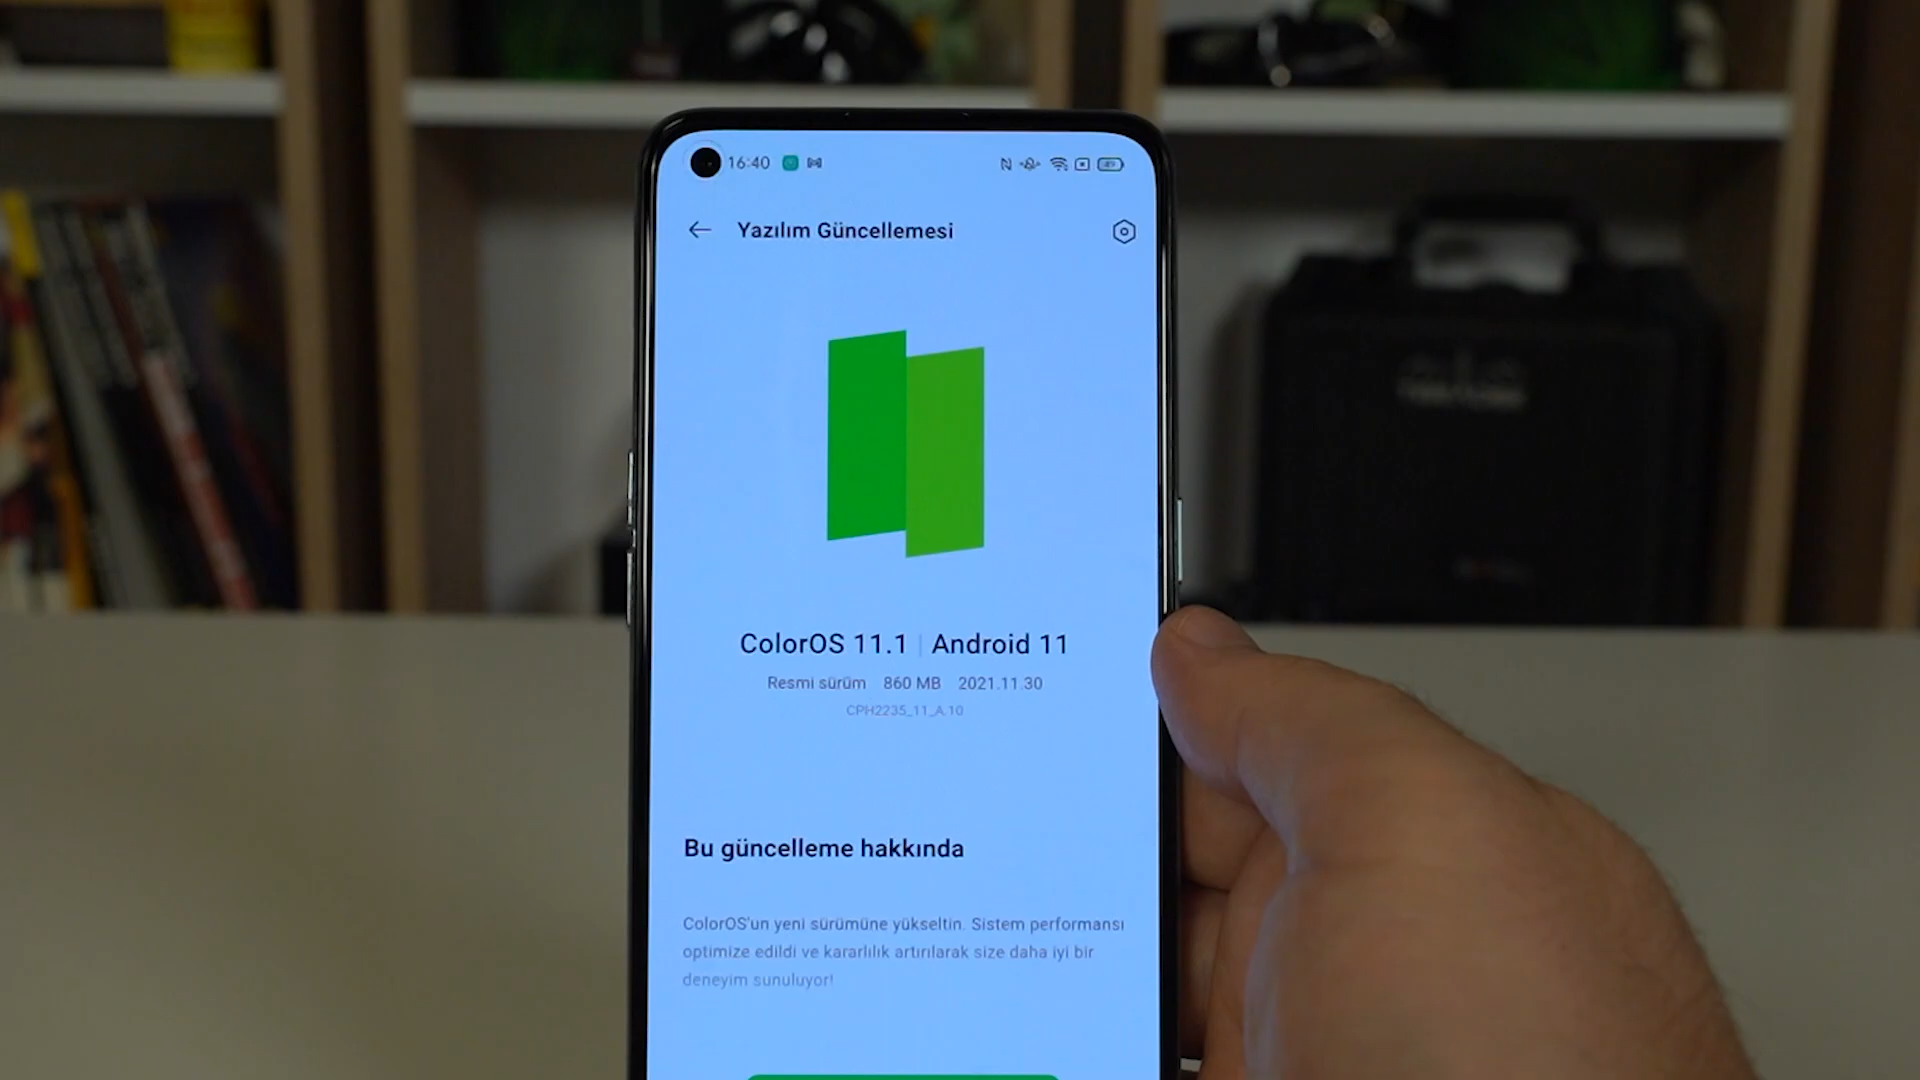 16:40
Yazılım Güncellemesi
ColorOS 11.1 | Android 11
Resmi sürüm 860 MB 2021.11.30
CPH2235_11_A.10
Bu güncelleme hakkında
ColorOS'un yeni sürümüne yükseltin. Sistem performansı
optimize edildi ve kararlılık artırılarak size daha iyi bir
deneyim sunuluyor!